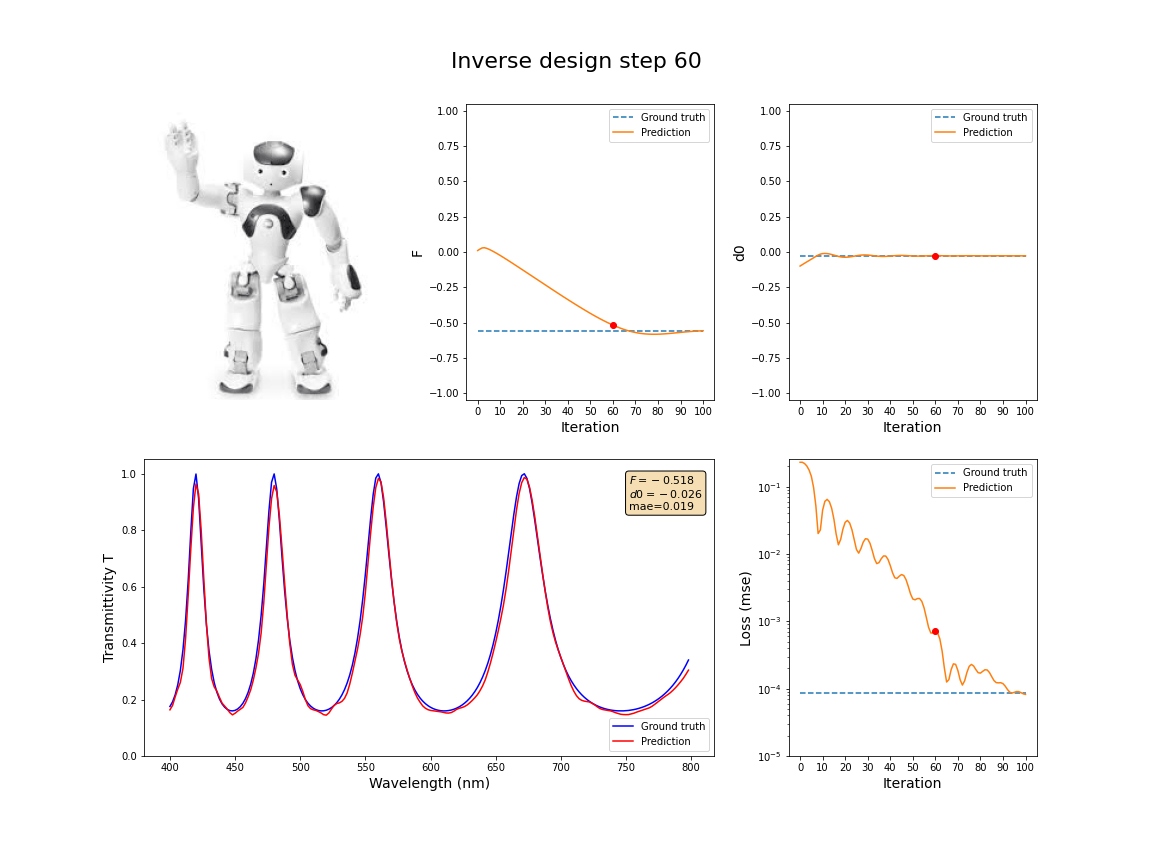 Inverse design step 60
F
1.00
0.75
0.50
0.25
0.00
−0.25
−0.50
−0.75
−1.00
0 10 20 30 40 50 60 70 80 90 100
Iteration
Ground truth
Prediction
d0
1.00
0.75
0.50
0.25
0.00
−0.25
−0.50
−0.75
−1.00
0 10 20 30 40 50 60 70 80 90 100
Iteration
Ground truth
Prediction
Transmittivity T
1.0
0.8
0.6
0.4
0.2
0.0
400 450 500 550 600 650 700 750 800
Wavelength (nm)
F = −0.518
d0 = −0.026
mae=0.019
Ground truth
Prediction
Loss (mse)
10⁻¹
10⁻²
10⁻³
10⁻⁴
10⁻⁵
0 10 20 30 40 50 60 70 80 90 100
Iteration
Ground truth
Prediction